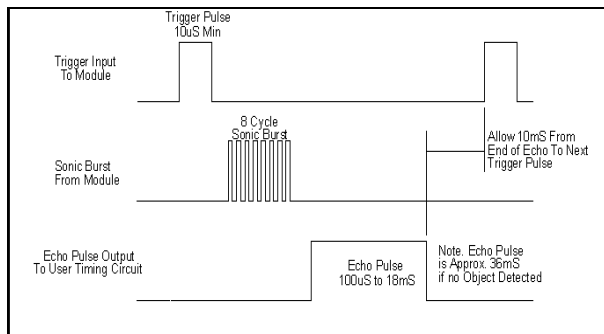 Trigger Pulse
10uS Min
Trigger Input
To Module
8 Cycle
Sonic Burst
Sonic Burst
From Module
Allow 10mS From
End of Echo To Next
Trigger Pulse
Echo Pulse Output
To User Timing Circuit
Echo Pulse
100uS to 18mS
Note. Echo Pulse
is Approx. 36mS
if no Object Detected